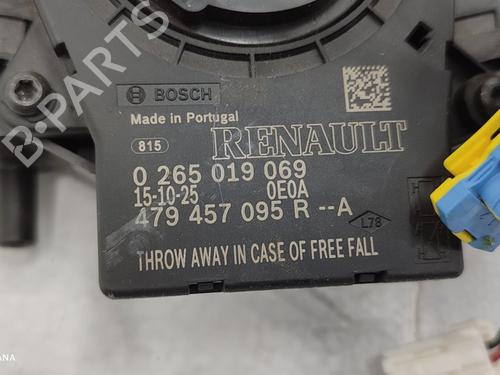 B-PARTS
BOSCH
Made in Portugal
815
RENAULT
0 265 019 069
15-10-25 0E0A
479 457 095 R --A
L78
THROW AWAY IN CASE OF FREE FALL
ANA